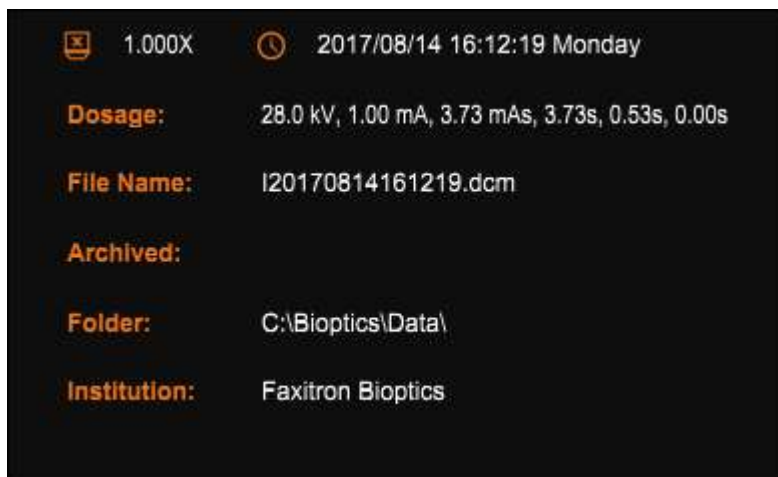 1.000X 2017/08/14 16:12:19 Monday
Dosage: 28.0 kV, 1.00 mA, 3.73 mAs, 3.73s, 0.53s, 0.00s
File Name: I20170814161219.dcm
Archived:
Folder: C:\Bioptics\Data\
Institution: Faxitron Bioptics